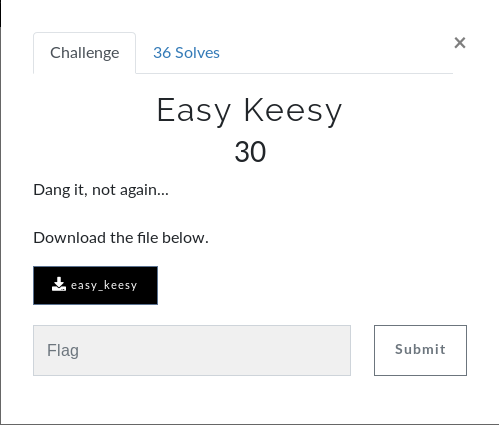 Challenge
36 Solves
×
Easy Keesy
30
Dang it, not again...
Download the file below.
easy_keesy
Flag
Submit